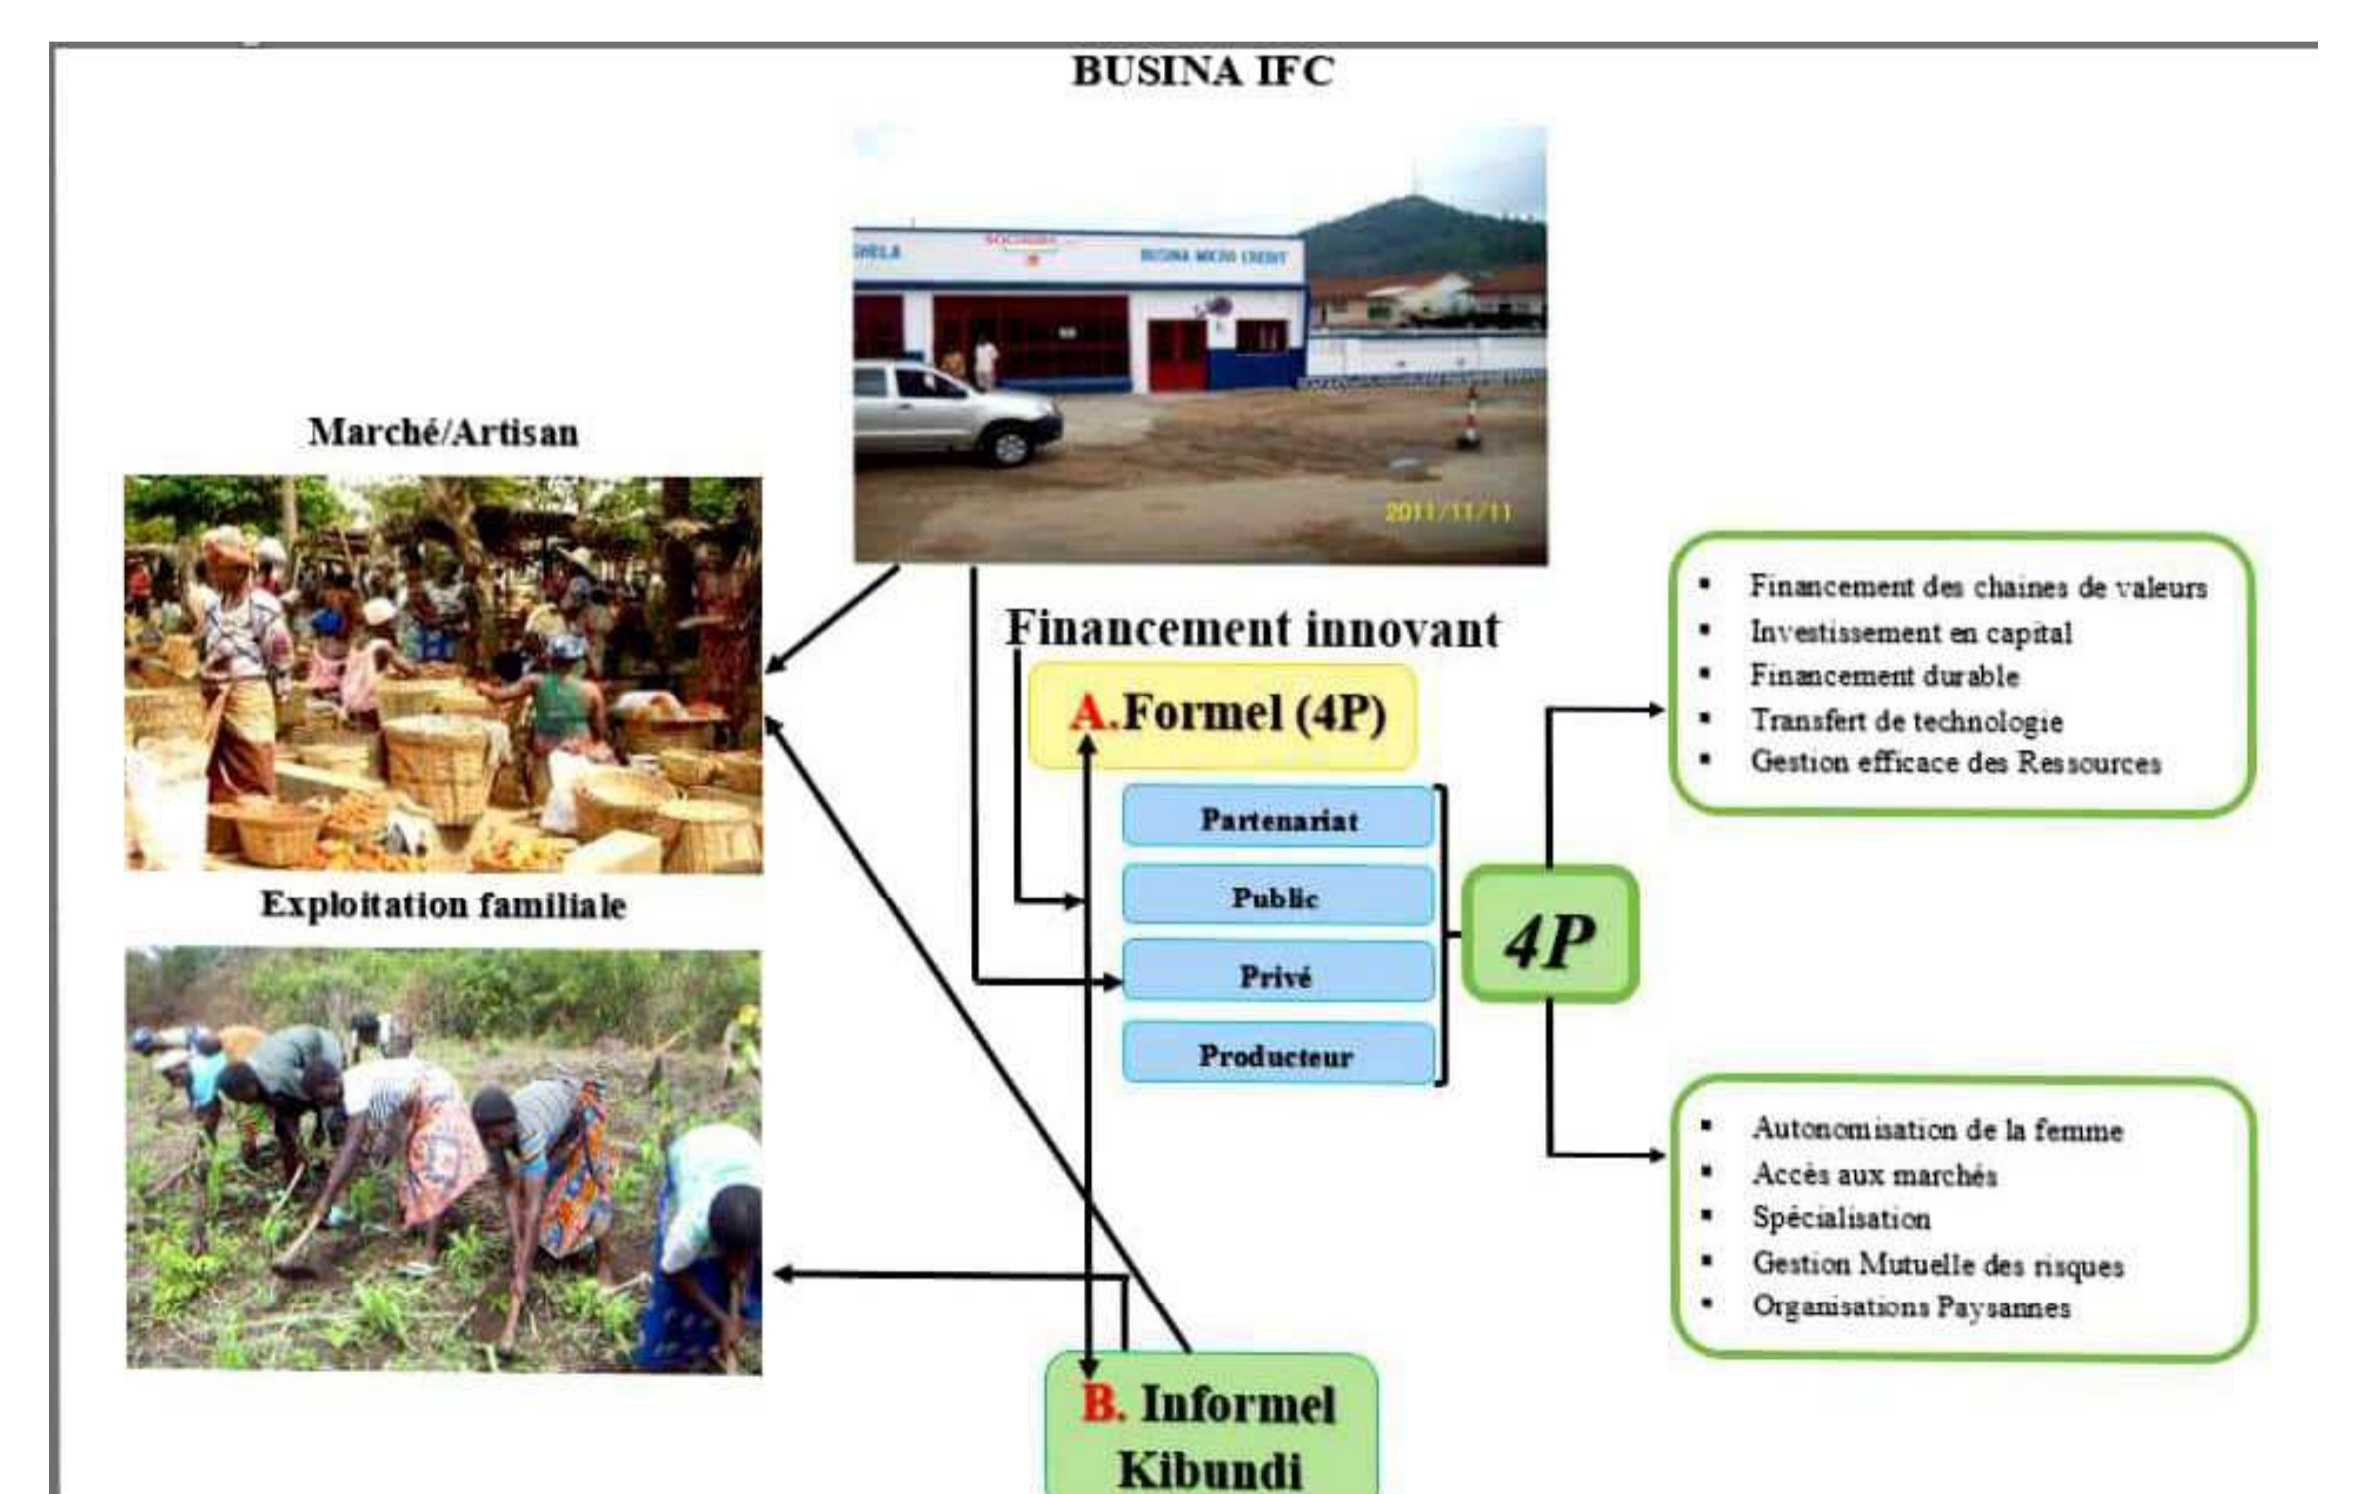 BUSINA IFC
BUSINA MICRO CREDIT
2011/11/11
Marché/Artisan
Exploitation familiale
Financement innovant
A.Formel (4P)
Partenariat
Public
Privé
Producteur
4P
▪ Financement des chaines de valeurs
▪ Investissement en capital
▪ Financement durable
▪ Transfert de technologie
▪ Gestion efficace des Ressources
▪ Autonomisation de la femme
▪ Accès aux marchés
▪ Spécialisation
▪ Gestion Mutuelle des risques
▪ Organisations Paysannes
B. Informel
Kibundi